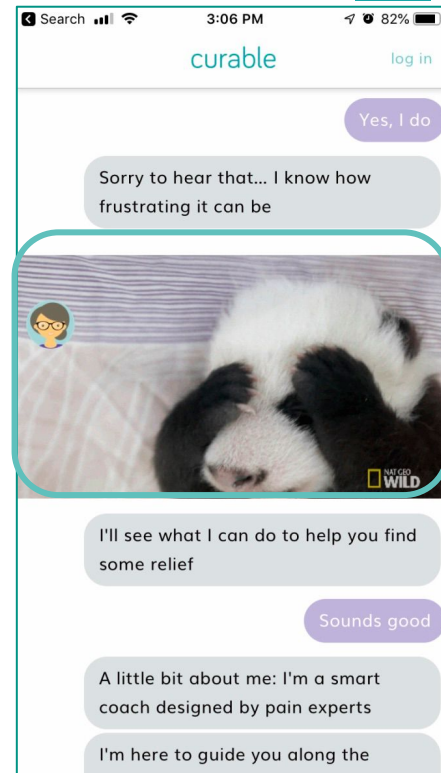 Search 3:06 PM 82%
curable log in
Yes, I do
Sorry to hear that... I know how
frustrating it can be
NAT GEO
WILD
I'll see what I can do to help you find
some relief
Sounds good
A little bit about me: I'm a smart
coach designed by pain experts
I'm here to guide you along the